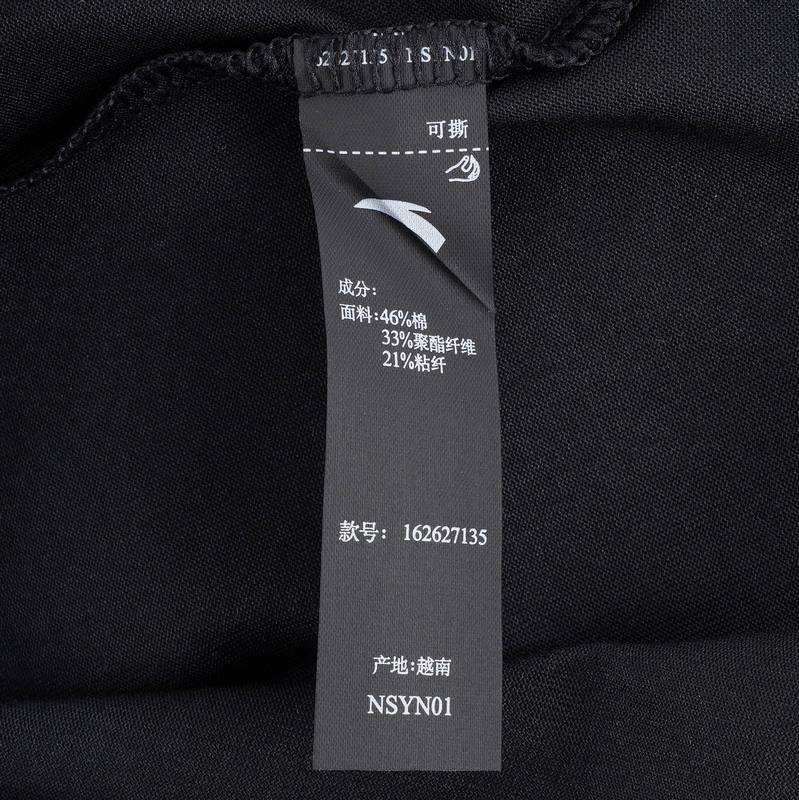 可撕
成分:
面料:46%棉
33%聚酯纤维
21%粘纤
款号: 162627135
产地:越南
NSYN01